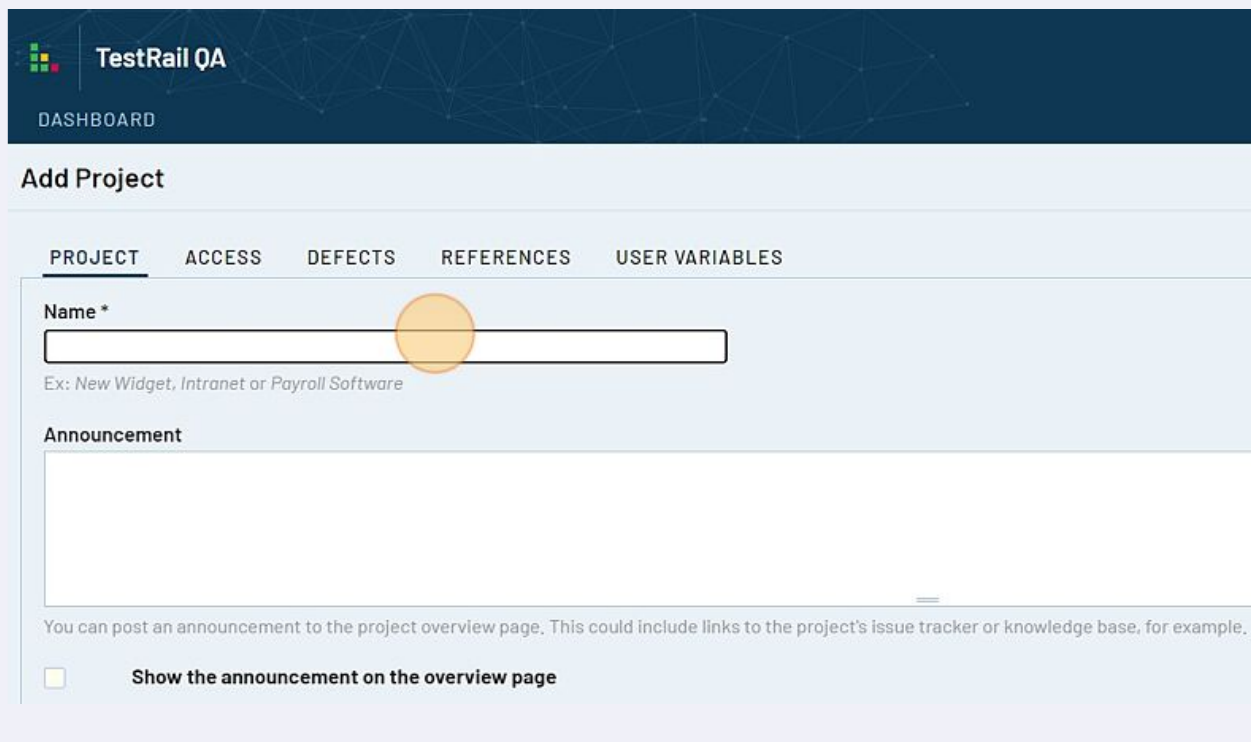 TestRail QA
DASHBOARD
Add Project
PROJECT ACCESS DEFECTS REFERENCES USER VARIABLES
Name *
Ex: New Widget, Intranet or Payroll Software
Announcement
You can post an announcement to the project overview page. This could include links to the project's issue tracker or knowledge base, for example.
Show the announcement on the overview page